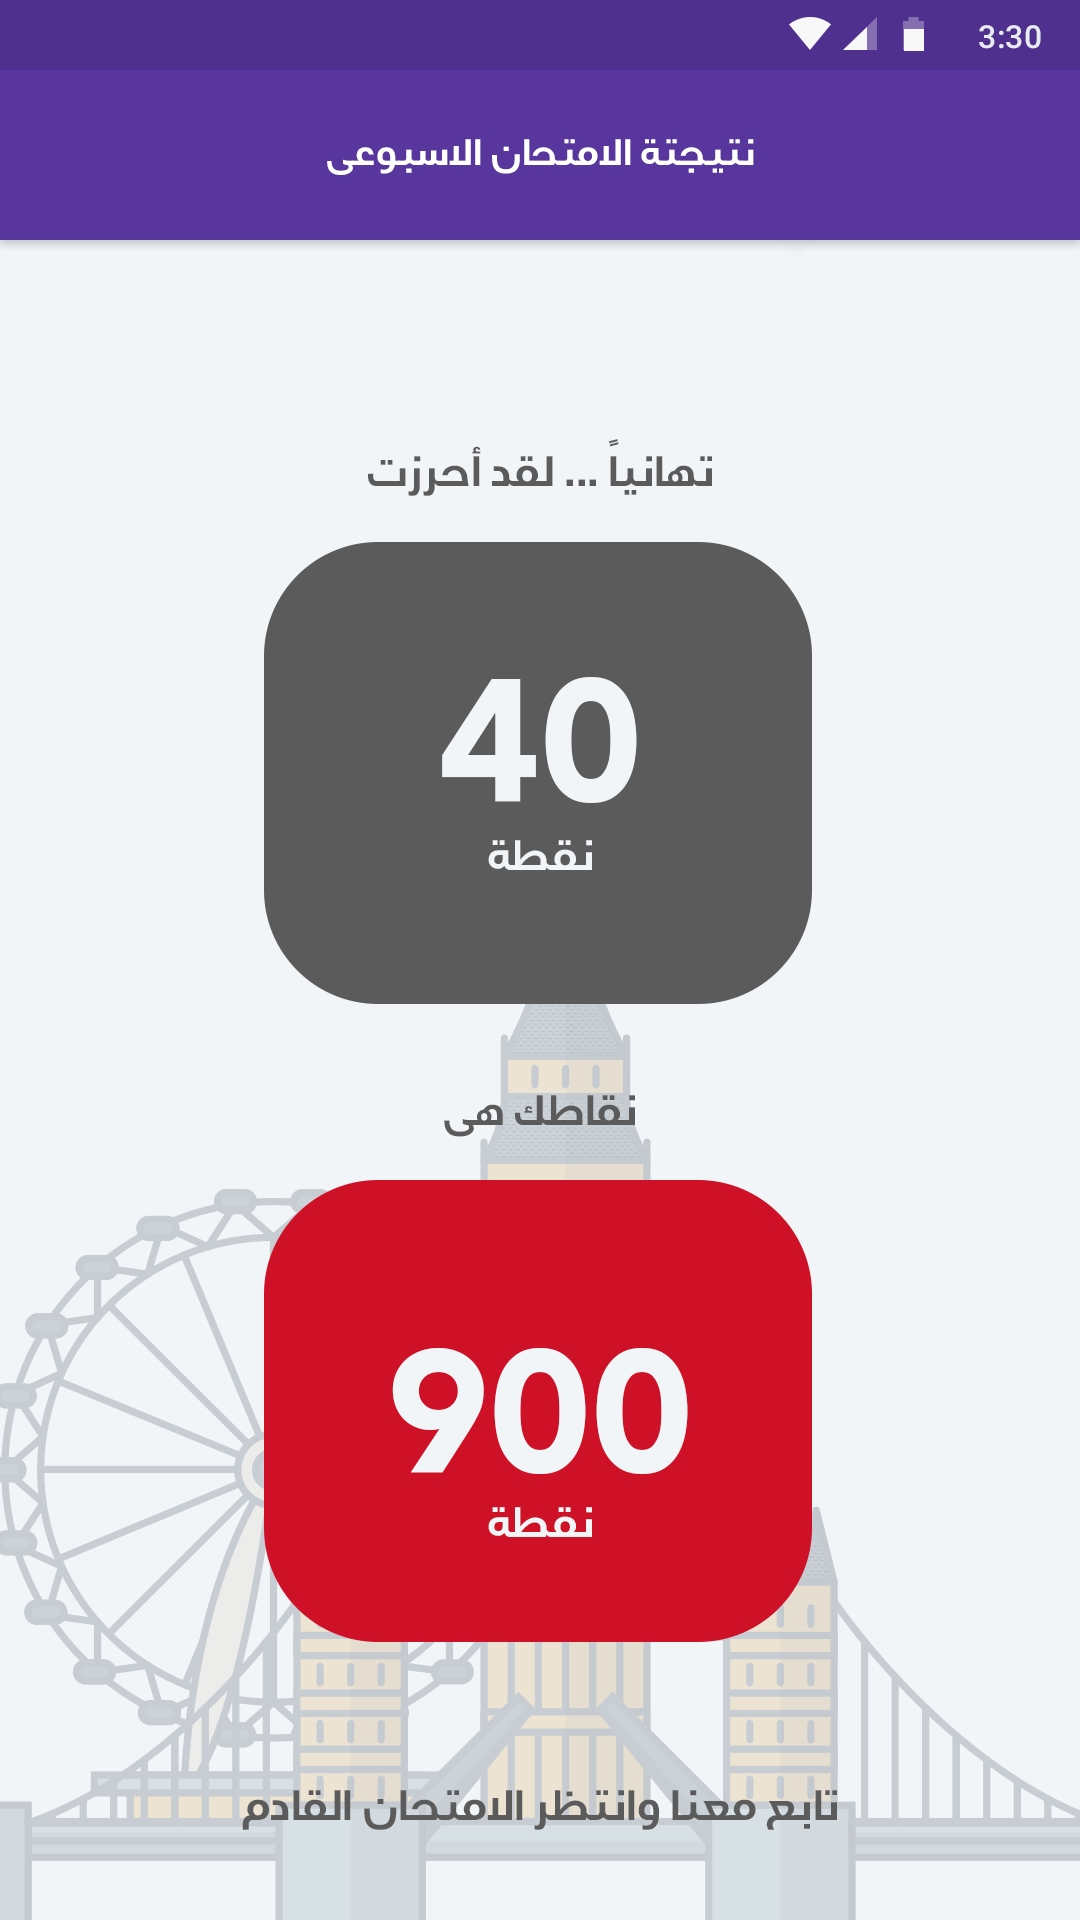 3:30
نتيجتة الامتحان الاسبوعى
تهانياً ... لقد أحرزت
40
نقطة
نقاطك هى
900
نقطة
تابع معنا وانتظر الامتحان القادم